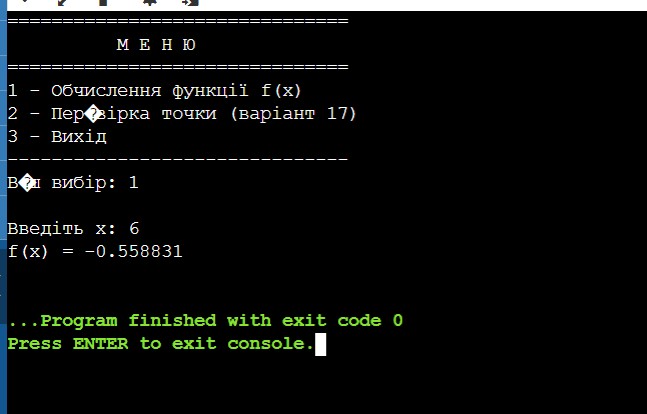 ===============================
М Е Н Ю
===============================
1 - Обчислення функції f(x)
2 - Пер�вірка точки (варіант 17)
3 - Вихід
-------------------------------
В�ш вибір: 1
Введіть x: 6
f(x) = -0.558831
...Program finished with exit code 0
Press ENTER to exit console.